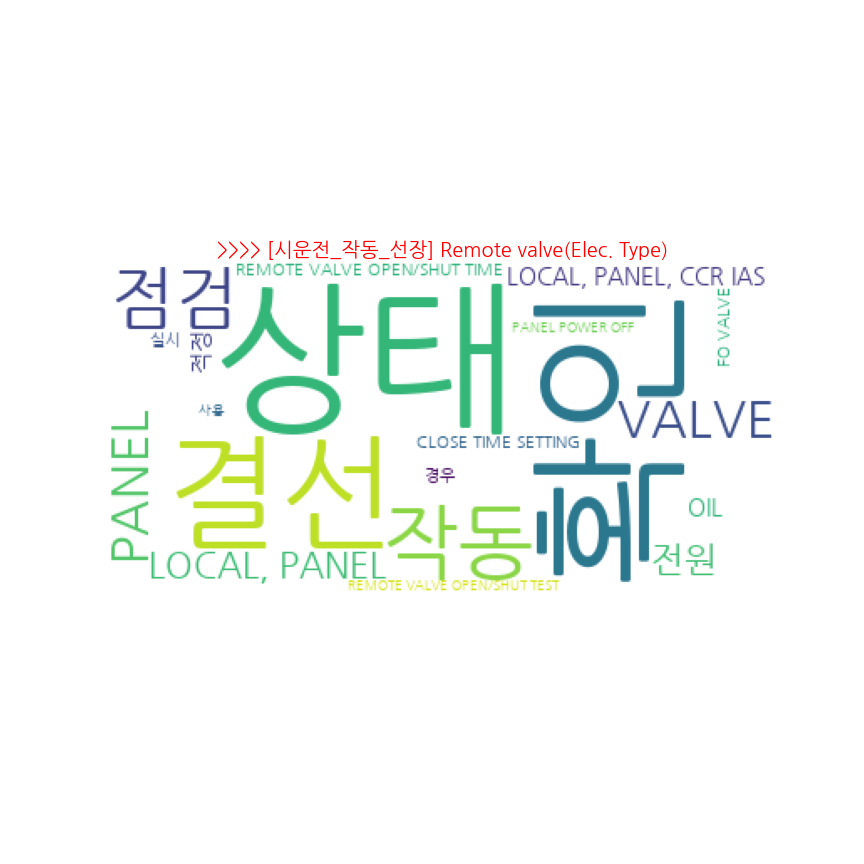 >>>> [시운전_작동_선장] Remote valve(Elec. Type)
REMOTE VALVE OPEN/SHUT TIME
LOCAL, PANEL, CCR IAS
점검
상태
확인
PANEL POWER OFF
FO VALVE
실시
적정
사용
VALVE
PANEL
결선
CLOSE TIME SETTING
경우
작동
OIL
전원
LOCAL, PANEL
REMOTE VALVE OPEN/SHUT TEST